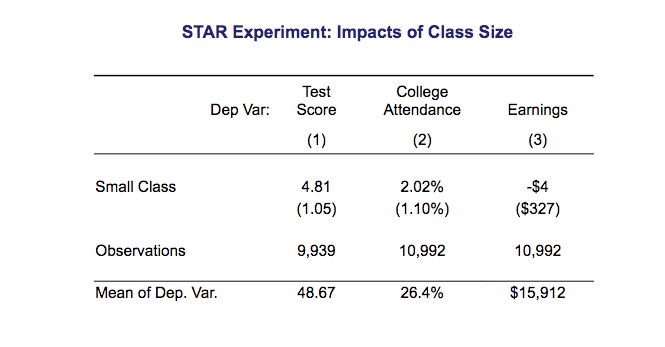 STAR Experiment: Impacts of Class Size
Dep Var: Test Score College Attendance Earnings
(1) (2) (3)
Small Class 4.81 2.02% -$4
(1.05) (1.10%) ($327)
Observations 9,939 10,992 10,992
Mean of Dep. Var. 48.67 26.4% $15,912